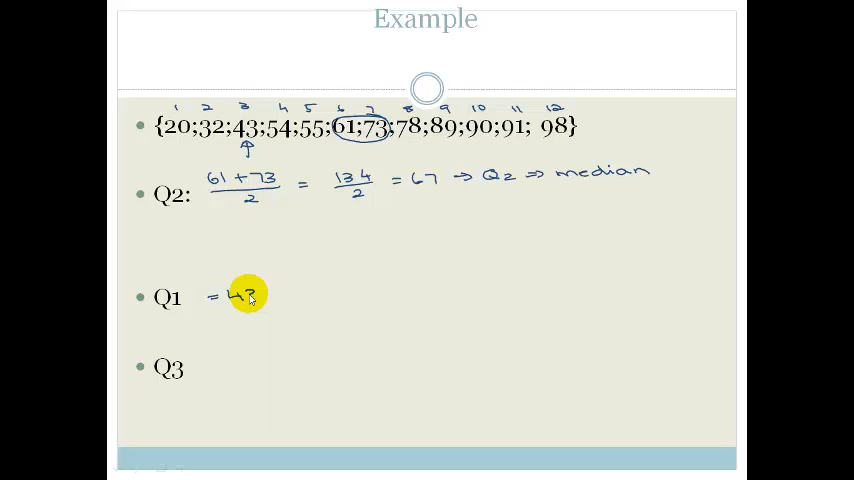 Example
1 2 3 4 5 6 7 8 9 10 11 12
• {20;32;43;54;55;61;73;78;89;90;91; 98}
• Q2: 61+73/2 = 134/2 = 67 → Q2 ⇒ median
• Q1 = 43
• Q3